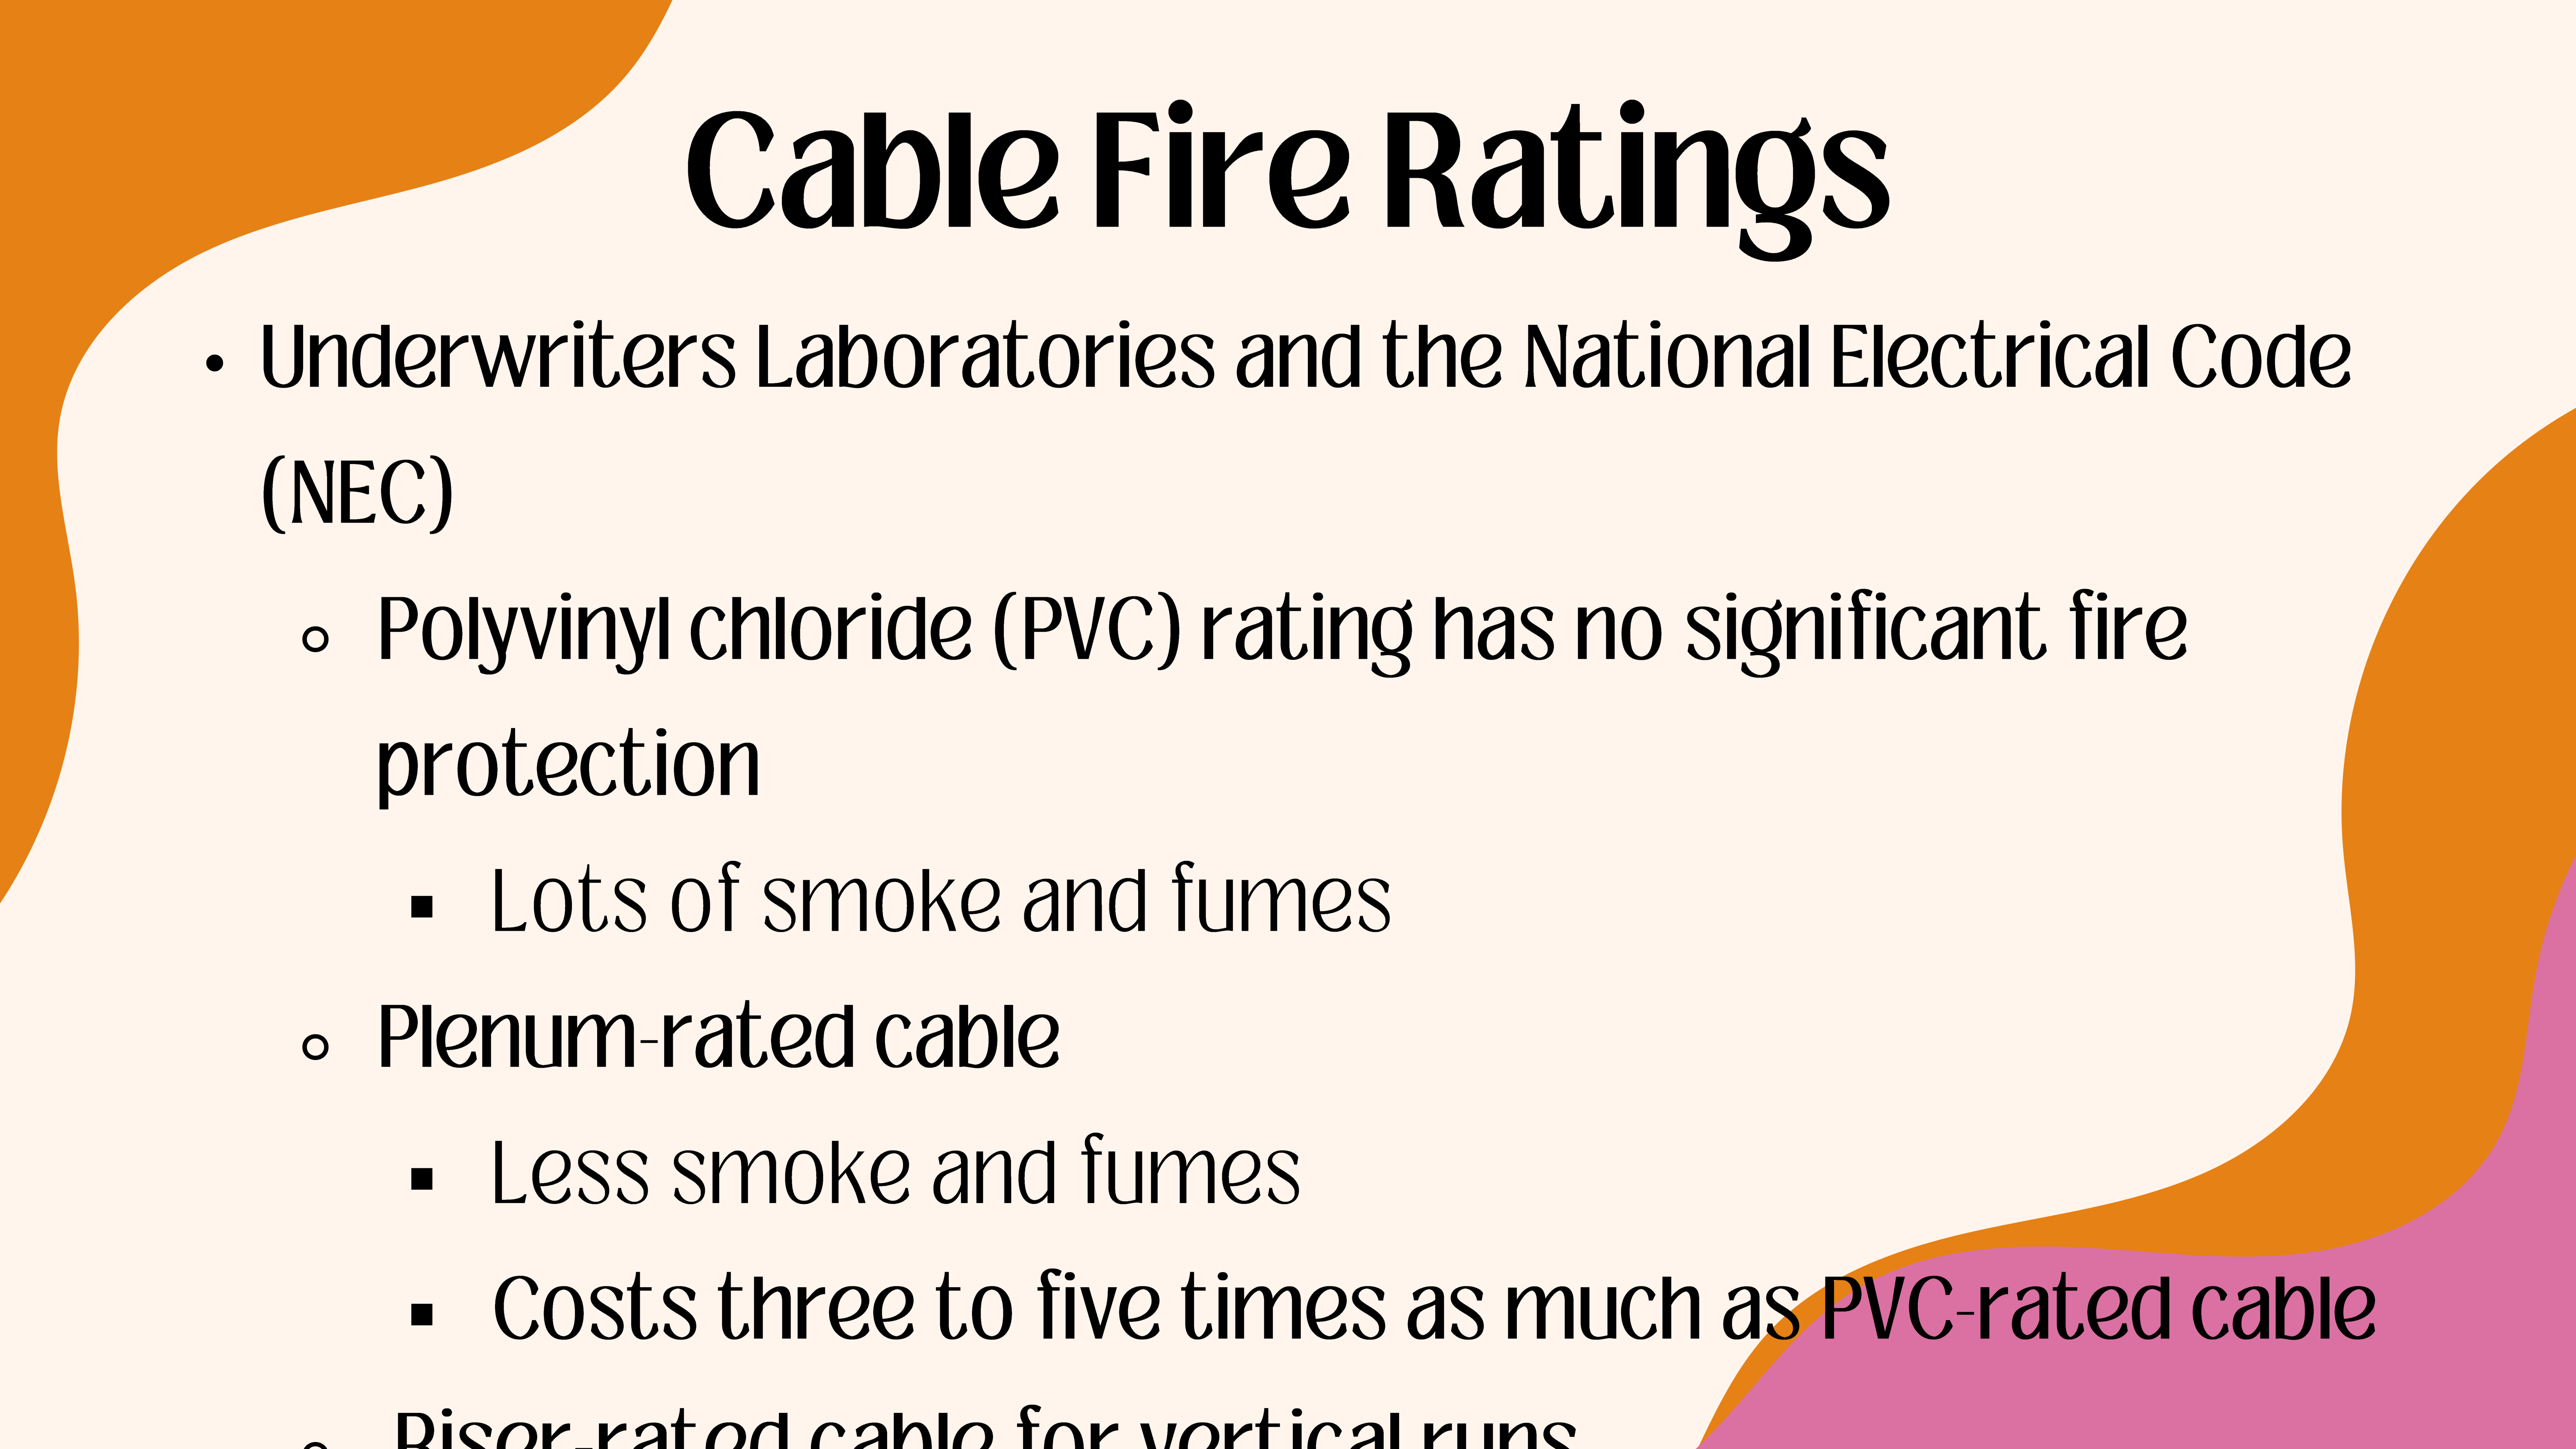 Cable Fire Ratings
• Underwriters Laboratories and the National Electrical Code
(NEC)
◦ Polyvinyl chloride (PVC) rating has no significant fire
protection
▪ Lots of smoke and fumes
◦ Plenum-rated cable
▪ Less smoke and fumes
▪ Costs three to five times as much as PVC-rated cable
◦ Riser-rated cable for vertical runs